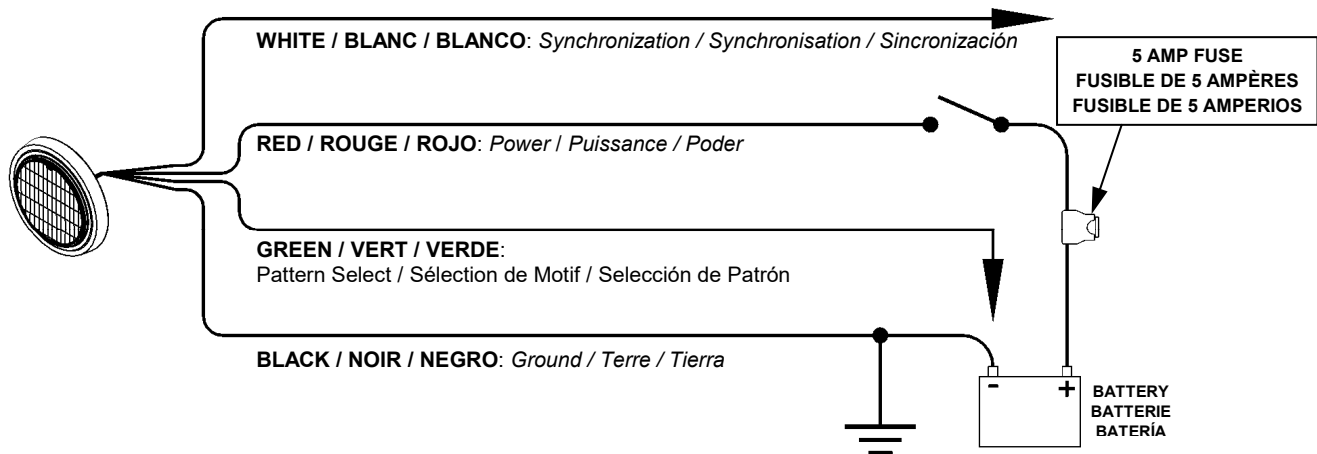 WHITE / BLANC / BLANCO: Synchronization / Synchronisation / Sincronización
5 AMP FUSE
FUSIBLE DE 5 AMPÈRES
FUSIBLE DE 5 AMPERIOS
RED / ROUGE / ROJO: Power / Puissance / Poder
GREEN / VERT / VERDE:
Pattern Select / Sélection de Motif / Selección de Patrón
BLACK / NOIR / NEGRO: Ground / Terre / Tierra
- +
BATTERY
BATTERIE
BATERÍA